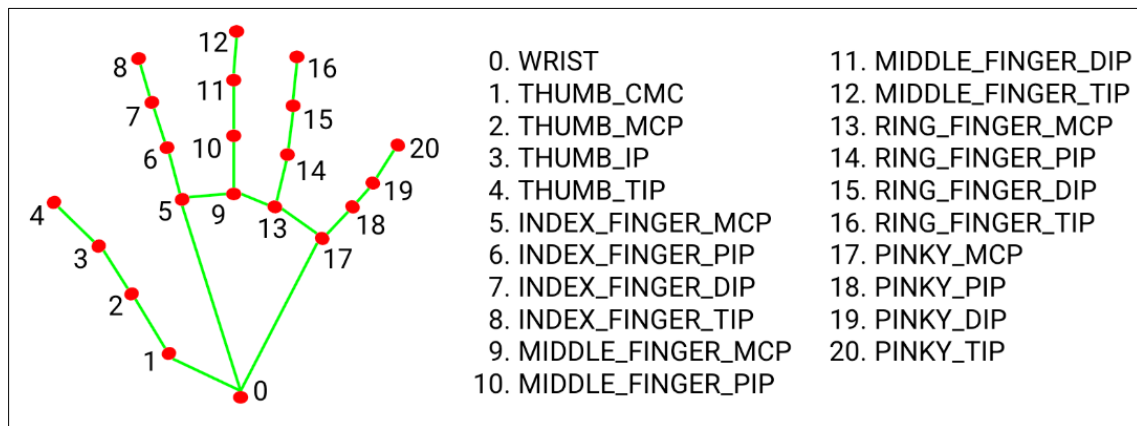 12
8
16
11
7
15
10
6
20
14
19
4
5
9
13
18
3
17
2
1
0
0. WRIST
1. THUMB_CMC
2. THUMB_MCP
3. THUMB_IP
4. THUMB_TIP
5. INDEX_FINGER_MCP
6. INDEX_FINGER_PIP
7. INDEX_FINGER_DIP
8. INDEX_FINGER_TIP
9. MIDDLE_FINGER_MCP
10. MIDDLE_FINGER_PIP
11. MIDDLE_FINGER_DIP
12. MIDDLE_FINGER_TIP
13. RING_FINGER_MCP
14. RING_FINGER_PIP
15. RING_FINGER_DIP
16. RING_FINGER_TIP
17. PINKY_MCP
18. PINKY_PIP
19. PINKY_DIP
20. PINKY_TIP